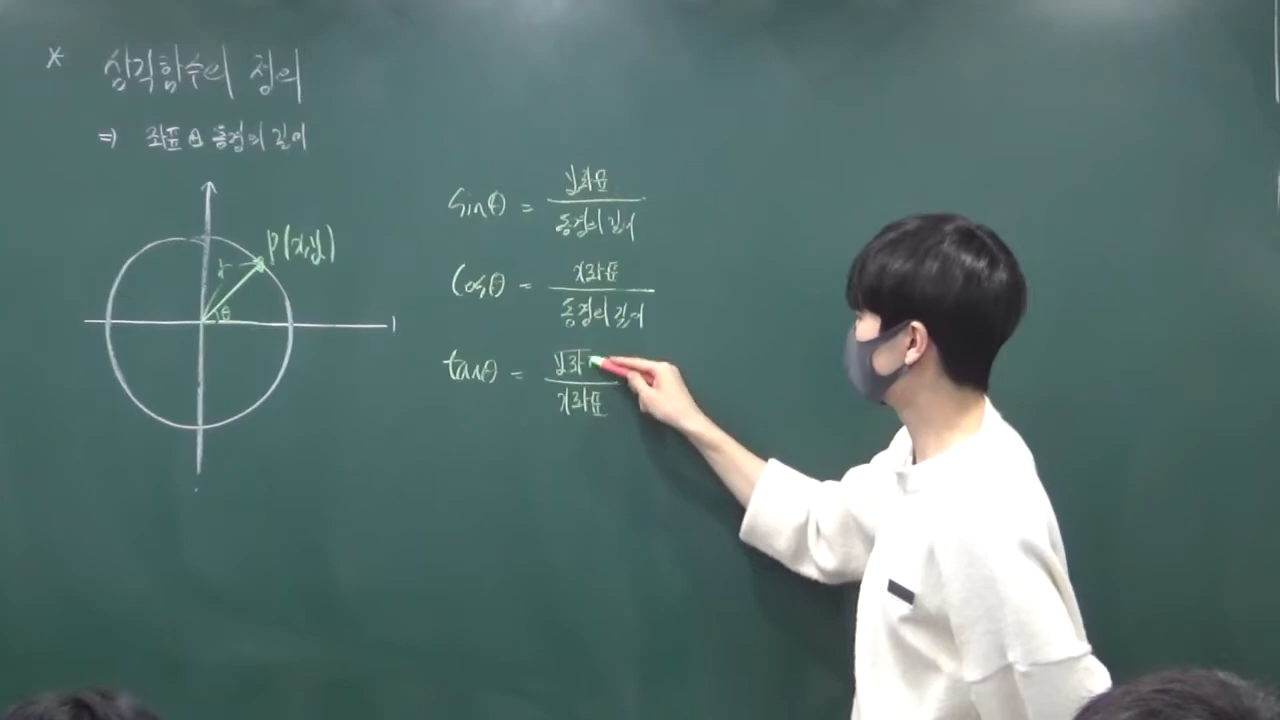 * 삼각함수의 정의
⇒ 좌표와 동경의 길이
P(x,y)
r
θ
sinθ = y좌표 / 동경의 길이
cosθ = x좌표 / 동경의 길이
tanθ = y좌표 / x좌표